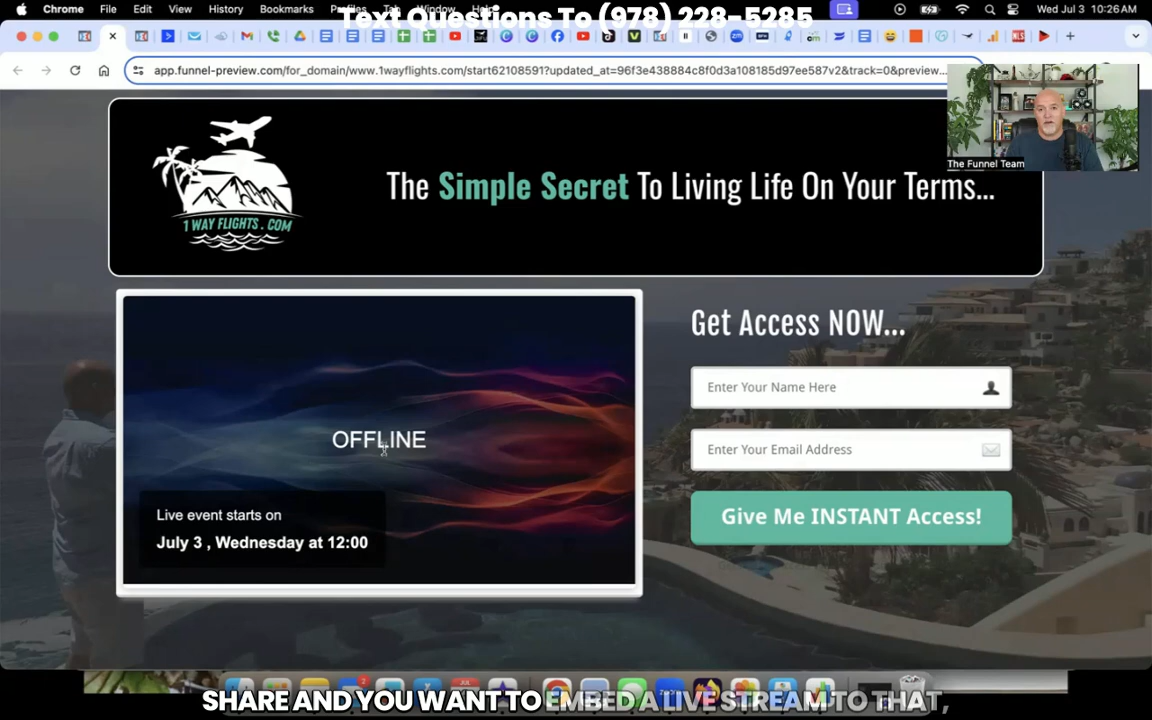 Text Questions To (978) 228-5285
Chrome File Edit View History Bookmarks Profiles Tab Window Help
Wed Jul 3 10:26 AM
app.funnel-preview.com/for_domain/www.1wayflights.com/start62108591?updated_at=96f3e438884c8f0d3a108185d97ee587v2&track=0&preview...
The Funnel Team
1 WAY FLIGHTS . COM
The Simple Secret To Living Life On Your Terms...
Get Access NOW...
Enter Your Name Here
OFFLINE
Enter Your Email Address
Live event starts on
July 3 , Wednesday at 12:00
Give Me INSTANT Access!
SHARE AND YOU WANT TO EMBED A LIVE STREAM TO THAT,